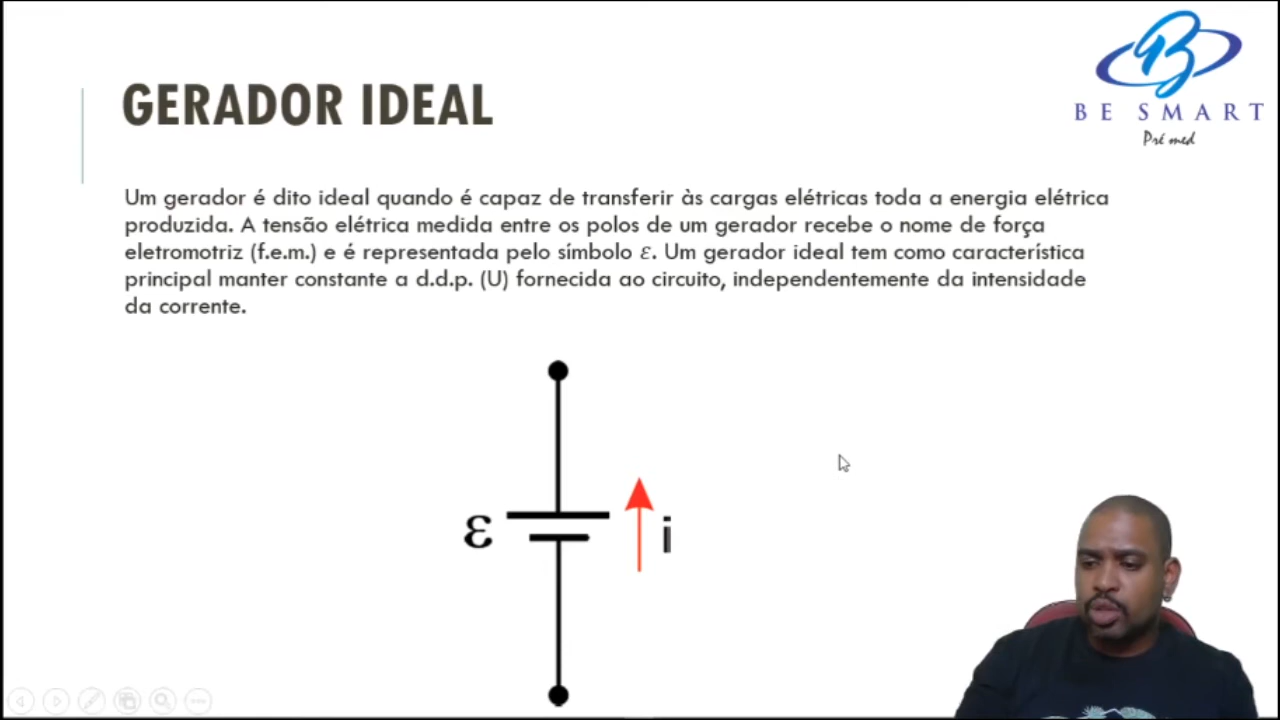 BE SMART
Pré med
GERADOR IDEAL
Um gerador é dito ideal quando é capaz de transferir às cargas elétricas toda a energia elétrica
produzida. A tensão elétrica medida entre os polos de um gerador recebe o nome de força
eletromotriz (f.e.m.) e é representada pelo símbolo ε. Um gerador ideal tem como característica
principal manter constante a d.d.p. (U) fornecida ao circuito, independentemente da intensidade
da corrente.
ε
i